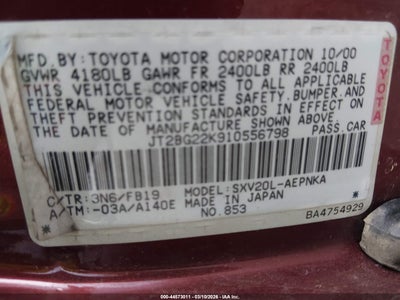 MFD.BY:TOYOTA MOTOR CORPORATION 10/00
GVWR 4180LB GAWR FR 2400LB RR 2400LB
THIS VEHICLE CONFORMS TO ALL APPLICABLE
FEDERAL MOTOR VEHICLE SAFETY.BUMPER.AND
THEFT PREVENTION STANDARDS IN EFFECT ON
THE DATE OF MANUFACTURE SHOWN ABOVE.
JT2BG22K910556798 PASS.CAR
C/TR:3N6/FB19 MODEL:SXV20L-AEPNKA
A/TM:-03A/A140E MADE IN JAPAN
NO.853 BA4754929
TOYOTA
000-44573011 - 03/10/2026 - © IAA, LLC